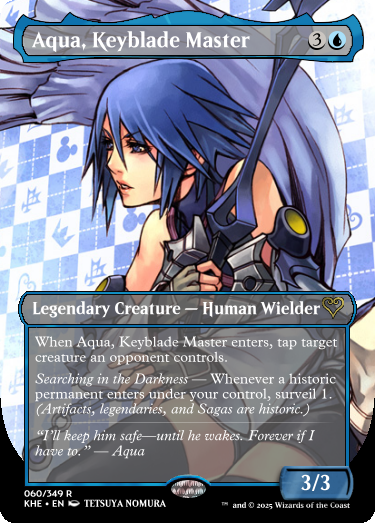 Aqua, Keyblade Master 3
Legendary Creature — Human Wielder
When Aqua, Keyblade Master enters, tap target
creature an opponent controls.
Searching in the Darkness — Whenever a historic
permanent enters under your control, surveil 1.
(Artifacts, legendaries, and Sagas are historic.)
“I’ll keep him safe—until he wakes. Forever if I
have to.” — Aqua
3/3
060/349 R
KHE • EN TETSUYA NOMURA
™ and © 2025 Wizards of the Coast